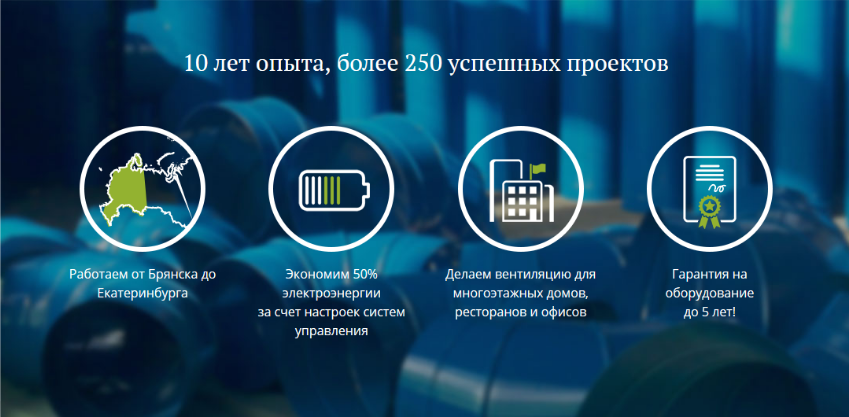 10 лет опыта, более 250 успешных проектов
Работаем от Брянска до
Екатеринбурга
Экономим 50%
электроэнергии
за счет настроек систем
управления
Делаем вентиляцию для
многоэтажных домов,
ресторанов и офисов
Гарантия на
оборудование
до 5 лет!